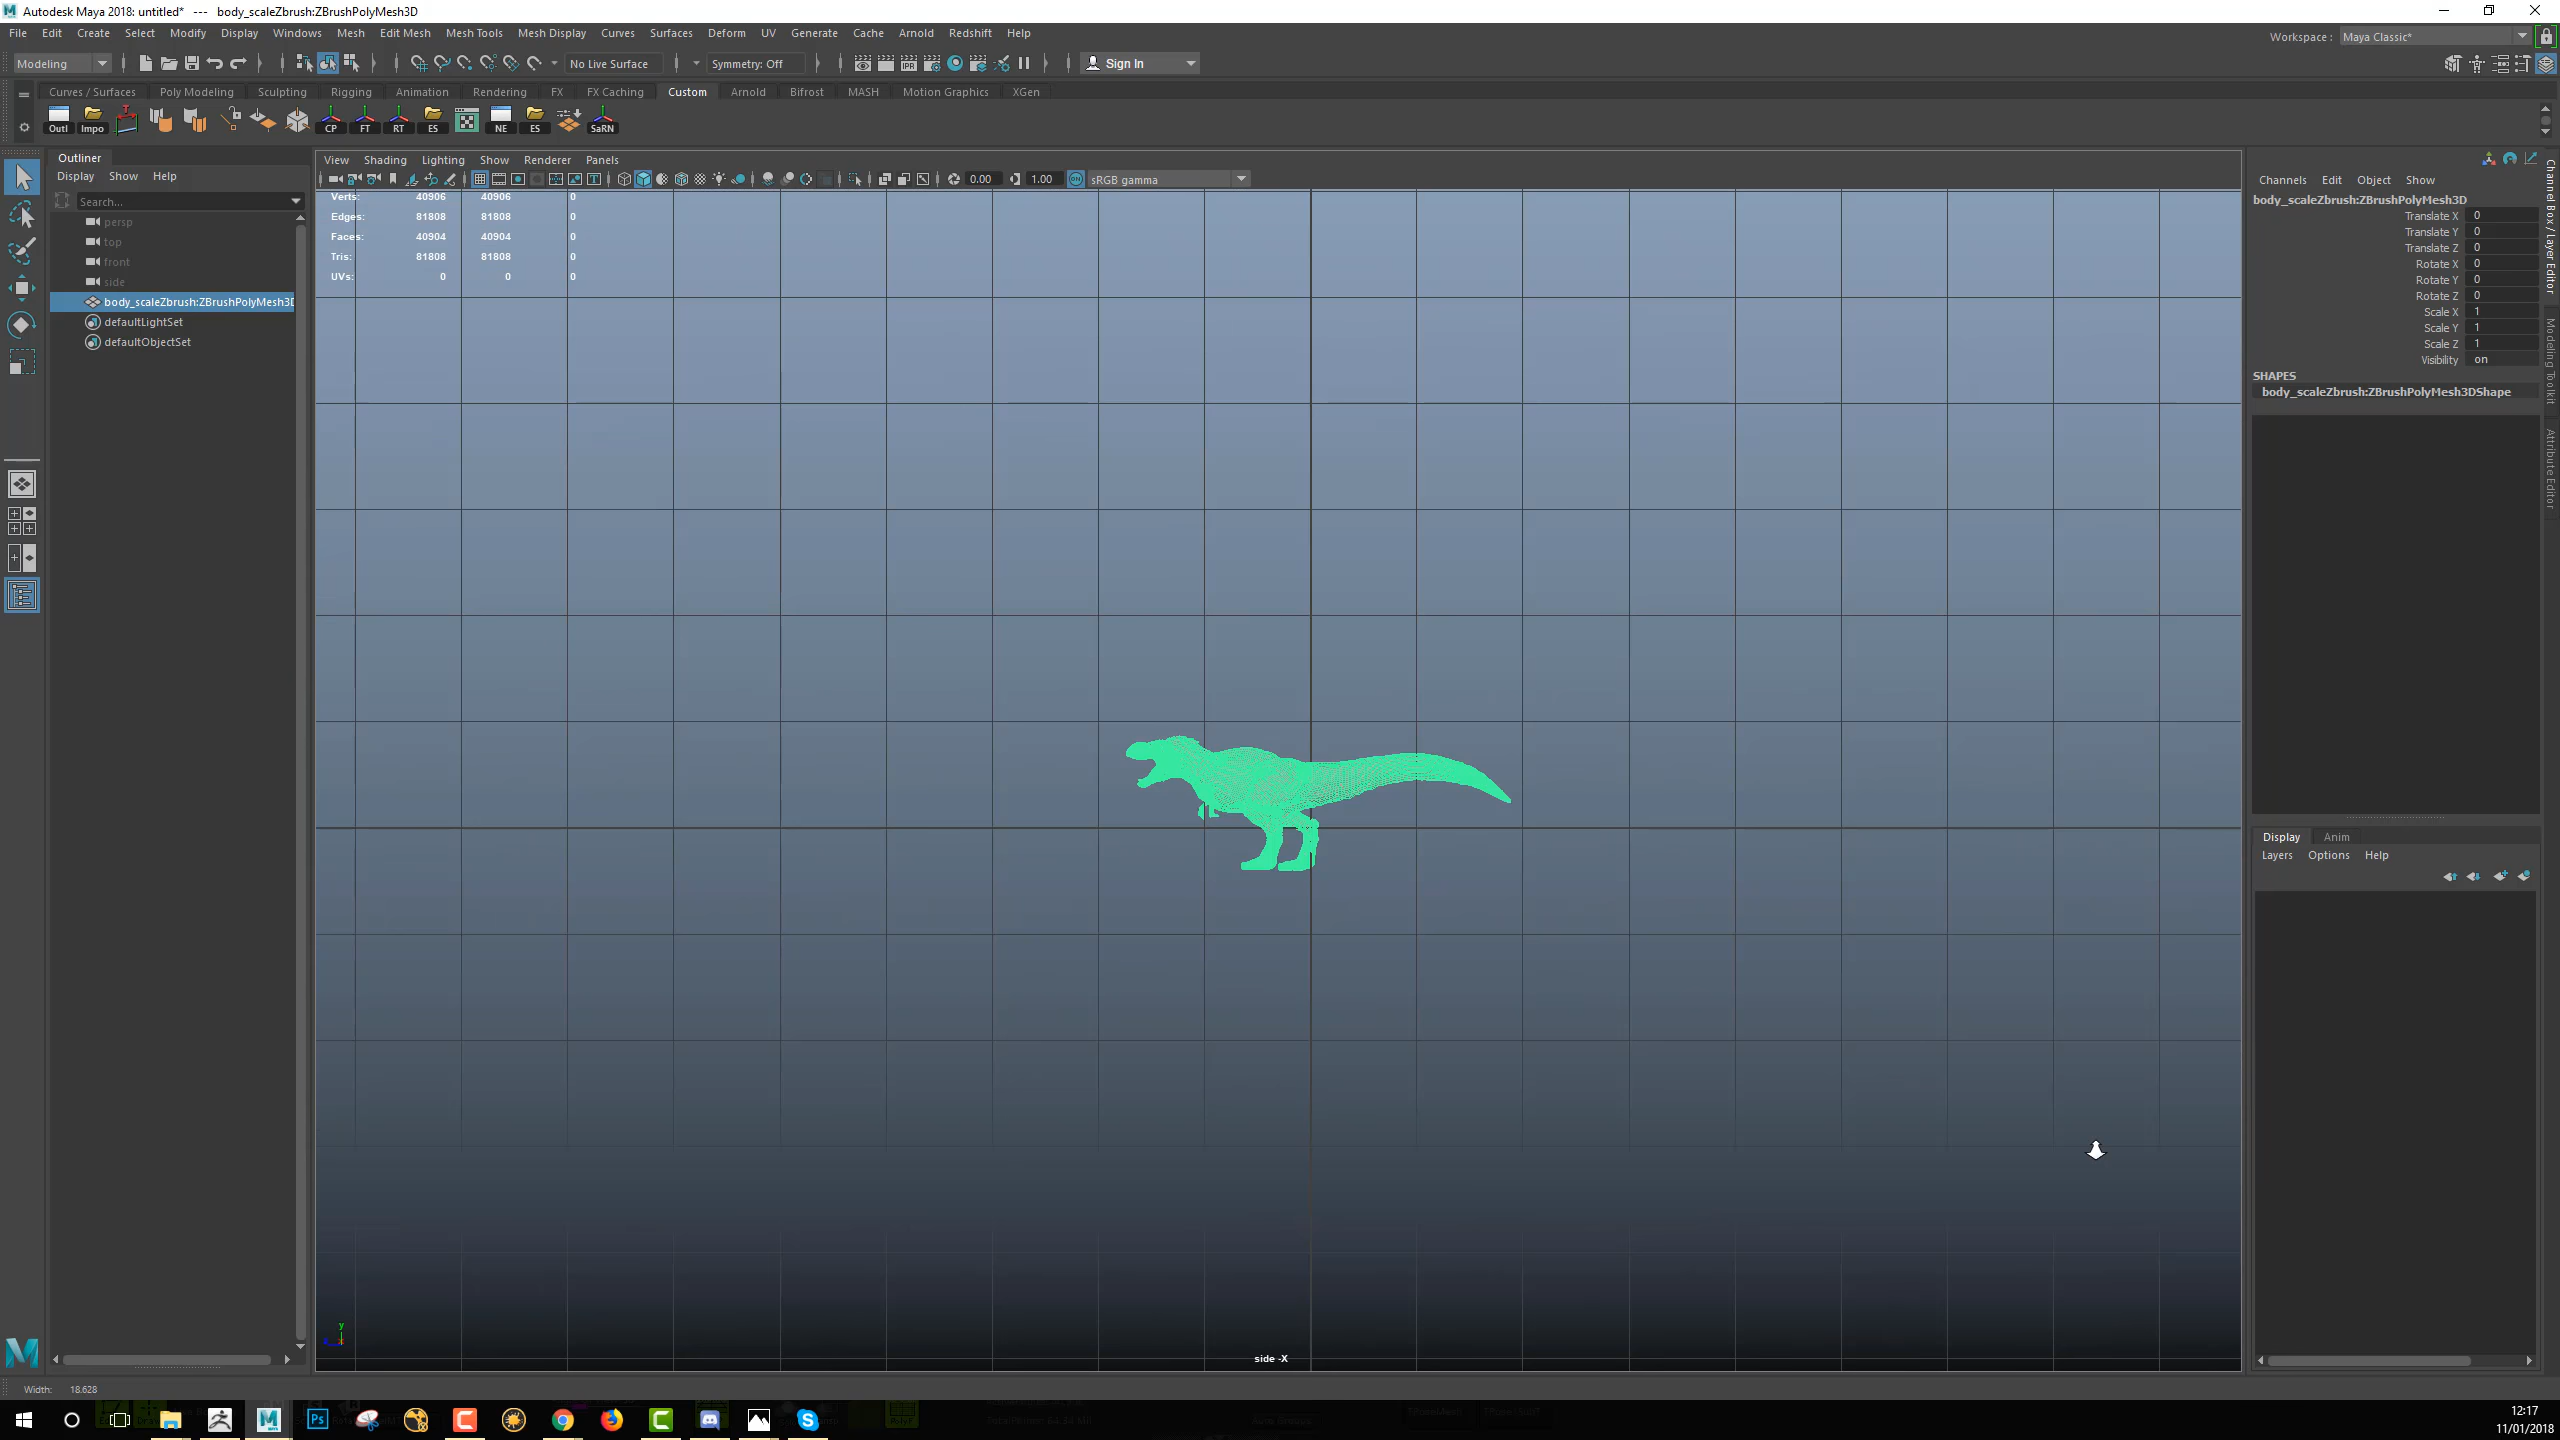 Autodesk Maya 2018: untitled*   ---   body_scaleZbrush:ZBrushPolyMesh3D
File Edit Create Select Modify Display Windows Mesh Edit Mesh Mesh Tools Mesh Display Curves Surfaces Deform UV Generate Cache Arnold Redshift Help
Workspace : Maya Classic*
Modeling No Live Surface Symmetry: Off Sign In
Curves / Surfaces Poly Modeling Sculpting Rigging Animation Rendering FX FX Caching Custom Arnold Bifrost MASH Motion Graphics XGen
Outl Impo CP FT RT ES NE ES SaRN
Outliner
Display Show Help
Search...
persp
top
front
side
body_scaleZbrush:ZBrushPolyMesh3D
defaultLightSet
defaultObjectSet
View Shading Lighting Show Renderer Panels
0.00 1.00 sRGB gamma
Verts: 40906 40906 0
Edges: 81808 81808 0
Faces: 40904 40904 0
Tris: 81808 81808 0
UVs: 0 0 0
y
side -X
Channels Edit Object Show
body_scaleZbrush:ZBrushPolyMesh3D
Translate X 0
Translate Y 0
Translate Z 0
Rotate X 0
Rotate Y 0
Rotate Z 0
Scale X 1
Scale Y 1
Scale Z 1
Visibility on
SHAPES
body_scaleZbrush:ZBrushPolyMesh3DShape
Channel Box / Layer Editor
Modeling Toolkit
Attribute Editor
Display Anim
Layers Options Help
Width: 18.628
12:17
11/01/2018